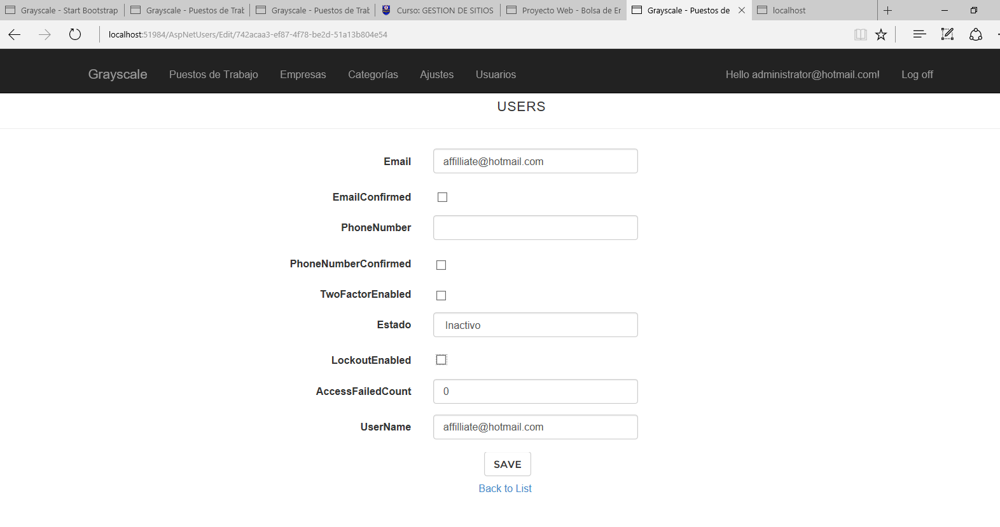 Grayscale - Start Bootstrap
Grayscale - Puestos de Trat
Grayscale - Puestos de Trat
Curso: GESTION DE SITIOS
Proyecto Web - Bolsa de Er
Grayscale - Puestos de
localhost
localhost:51984/AspNetUsers/Edit/742acaa3-ef87-4f78-be2d-51a13b804e54
Grayscale Puestos de Trabajo Empresas Categorías Ajustes Usuarios Hello administrator@hotmail.com! Log off
USERS
Email affilliate@hotmail.com
EmailConfirmed
PhoneNumber
PhoneNumberConfirmed
TwoFactorEnabled
Estado Inactivo
LockoutEnabled
AccessFailedCount 0
UserName affilliate@hotmail.com
SAVE
Back to List